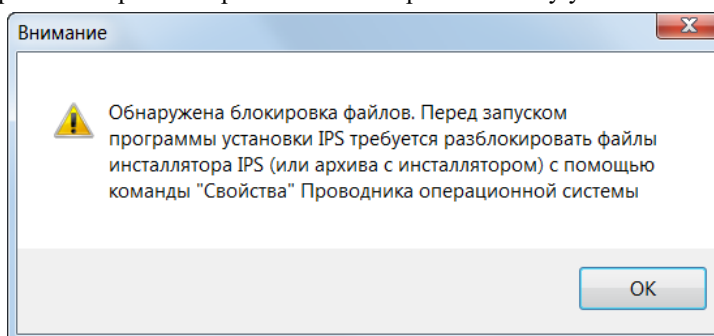 Внимание
Обнаружена блокировка файлов. Перед запуском
программы установки IPS требуется разблокировать файлы
инсталлятора IPS (или архива с инсталлятором) с помощью
команды "Свойства" Проводника операционной системы
OK